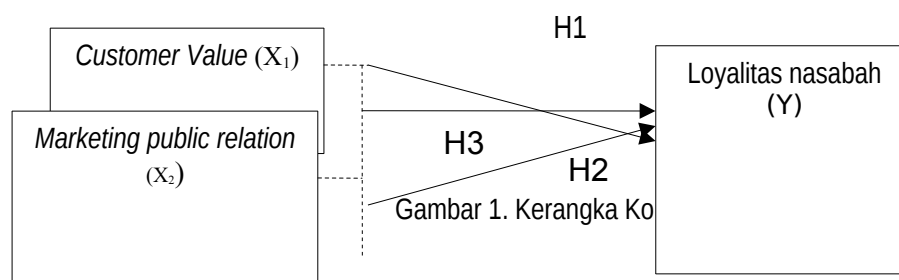 H1
Customer Value (X1)
Loyalitas nasabah
(Y)
Marketing public relation
(X2)
H3
H2
Gambar 1. Kerangka Ko